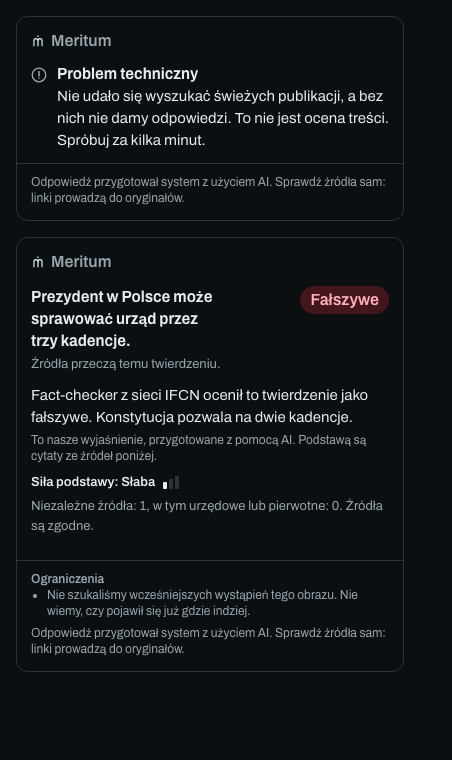 Meritum
Problem techniczny
Nie udało się wyszukać świeżych publikacji, a bez
nich nie damy odpowiedzi. To nie jest ocena treści.
Spróbuj za kilka minut.
Odpowiedź przygotował system z użyciem AI. Sprawdź źródła sam:
linki prowadzą do oryginałów.
Meritum
Prezydent w Polsce może
sprawować urząd przez
trzy kadencje.
Fałszywe
Źródła przeczą temu twierdzeniu.
Fact-checker z sieci IFCN ocenił to twierdzenie jako
fałszywe. Konstytucja pozwala na dwie kadencje.
To nasze wyjaśnienie, przygotowane z pomocą AI. Podstawą są
cytaty ze źródeł poniżej.
Siła podstawy: Słaba
Niezależne źródła: 1, w tym urzędowe lub pierwotne: 0. Źródła
są zgodne.
Ograniczenia
• Nie szukaliśmy wcześniejszych wystąpień tego obrazu. Nie
wiemy, czy pojawił się już gdzie indziej.
Odpowiedź przygotował system z użyciem AI. Sprawdź źródła sam:
linki prowadzą do oryginałów.